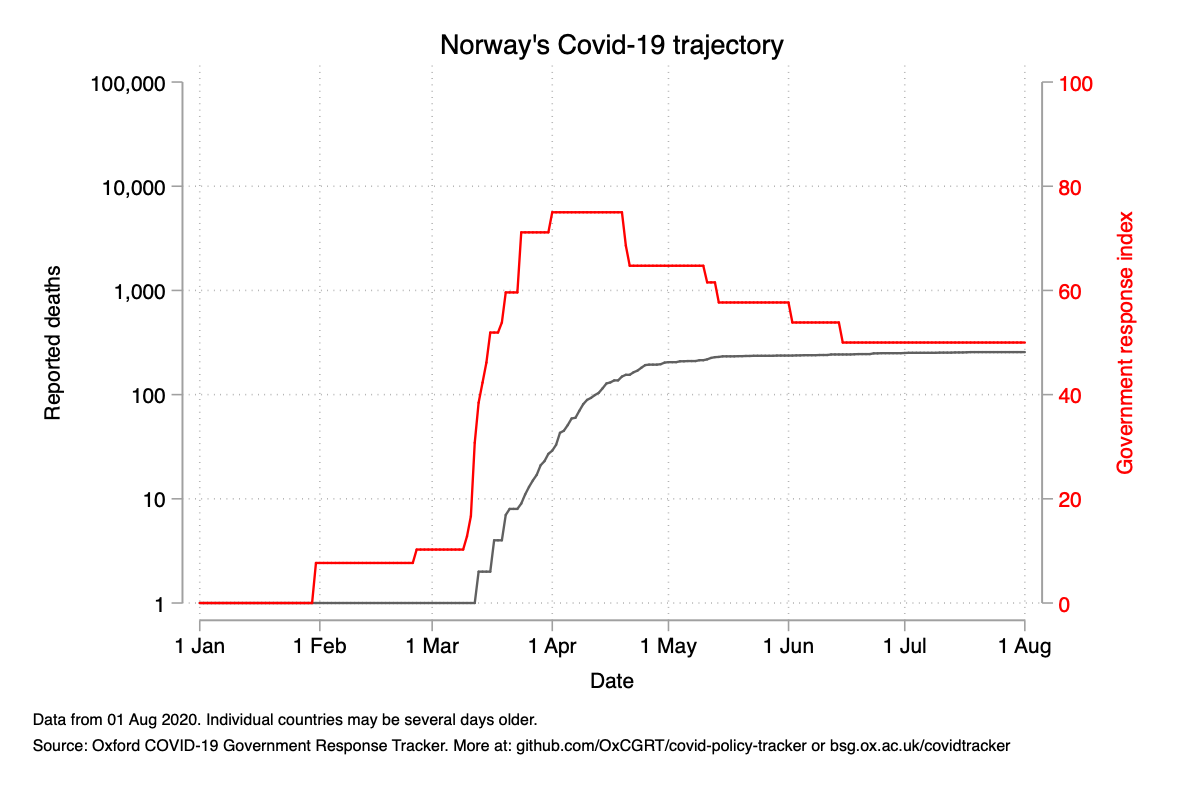 Norway's Covid-19 trajectory
100,000
10,000
1,000
100
10
1
Reported deaths
100
80
60
40
20
0
Government response index
1 Jan 1 Feb 1 Mar 1 Apr 1 May 1 Jun 1 Jul 1 Aug
Date
Data from 01 Aug 2020. Individual countries may be several days older.
Source: Oxford COVID-19 Government Response Tracker. More at: github.com/OxCGRT/covid-policy-tracker or bsg.ox.ac.uk/covidtracker